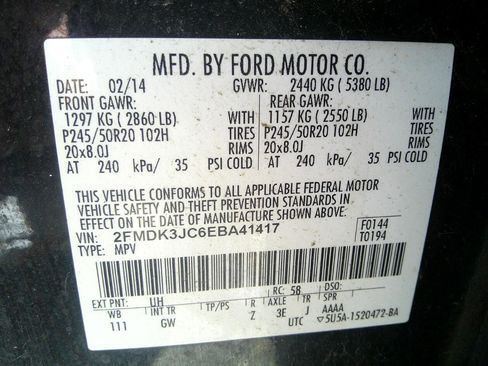 MFD. BY FORD MOTOR CO.
DATE: 02/14 GVWR: 2440 KG ( 5380 LB)
FRONT GAWR: REAR GAWR:
1297 KG ( 2860 LB) WITH 1157 KG ( 2550 LB) WITH
P245/50R20 102H TIRES P245/50R20 102H TIRES
20x8.0J RIMS 20x8.0J RIMS
AT 240 kPa/ 35 PSI COLD AT 240 kPa/ 35 PSI COLD
THIS VEHICLE CONFORMS TO ALL APPLICABLE FEDERAL MOTOR
VEHICLE SAFETY AND THEFT PREVENTION STANDARDS IN
EFFECT ON THE DATE OF MANUFACTURE SHOWN ABOVE.
VIN: 2FMDK3JC6EBA41417 F0144
TYPE: MPV T0194
EXT PNT: UH RC: 5B DSO:
WB INT TR TP/PS R AXLE TR SPR
111 GW Z 3E J AAAA
UTC ▽5U5A-1520472-BA